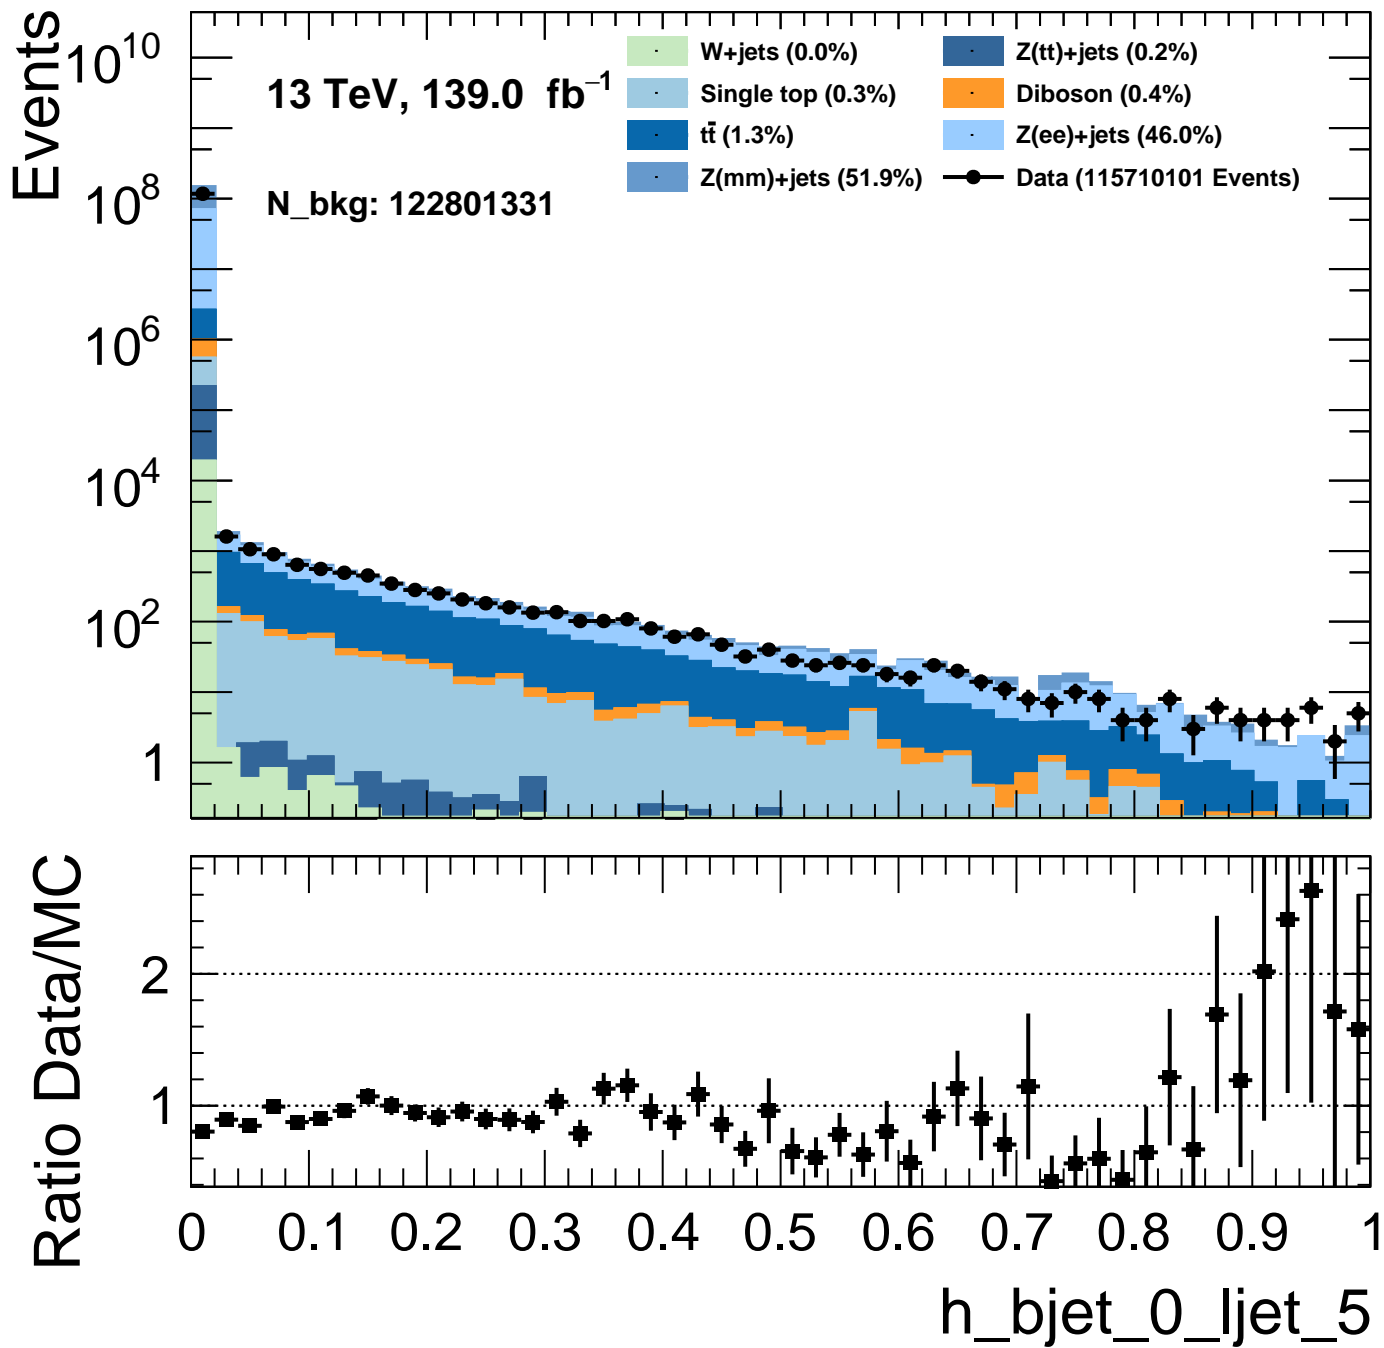 Events
10^10
10^8
10^6
10^4
10^2
1
13 TeV, 139.0 fb^−1
N_bkg: 122801331
W+jets (0.0%)
Single top (0.3%)
tt̄ (1.3%)
Z(mm)+jets (51.9%)
Z(tt)+jets (0.2%)
Diboson (0.4%)
Z(ee)+jets (46.0%)
Data (115710101 Events)
Ratio Data/MC
2
1
0 0.1 0.2 0.3 0.4 0.5 0.6 0.7 0.8 0.9 1
h_bjet_0_ljet_5